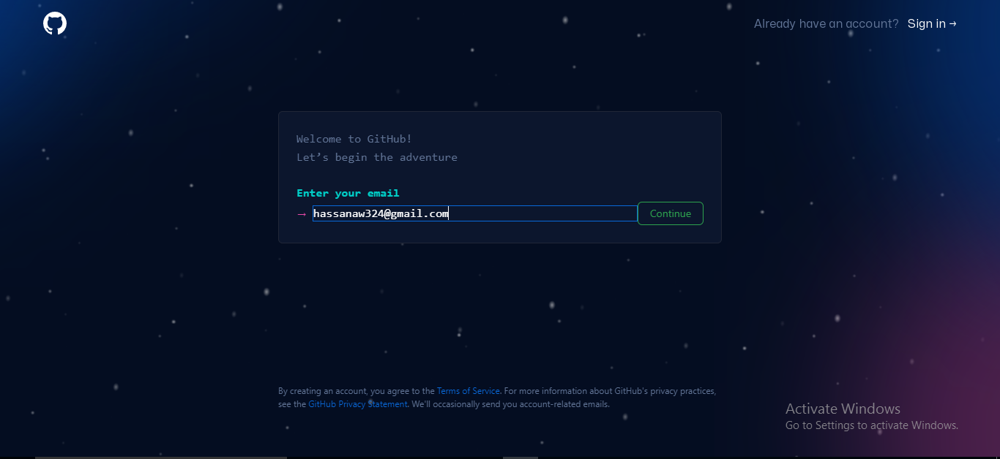 Already have an account? Sign in →
Welcome to GitHub!
Let’s begin the adventure
Enter your email
→ hassanaw324@gmail.com Continue
By creating an account, you agree to the Terms of Service. For more information about GitHub's privacy practices,
see the GitHub Privacy Statement. We'll occasionally send you account-related emails.
Activate Windows
Go to Settings to activate Windows.